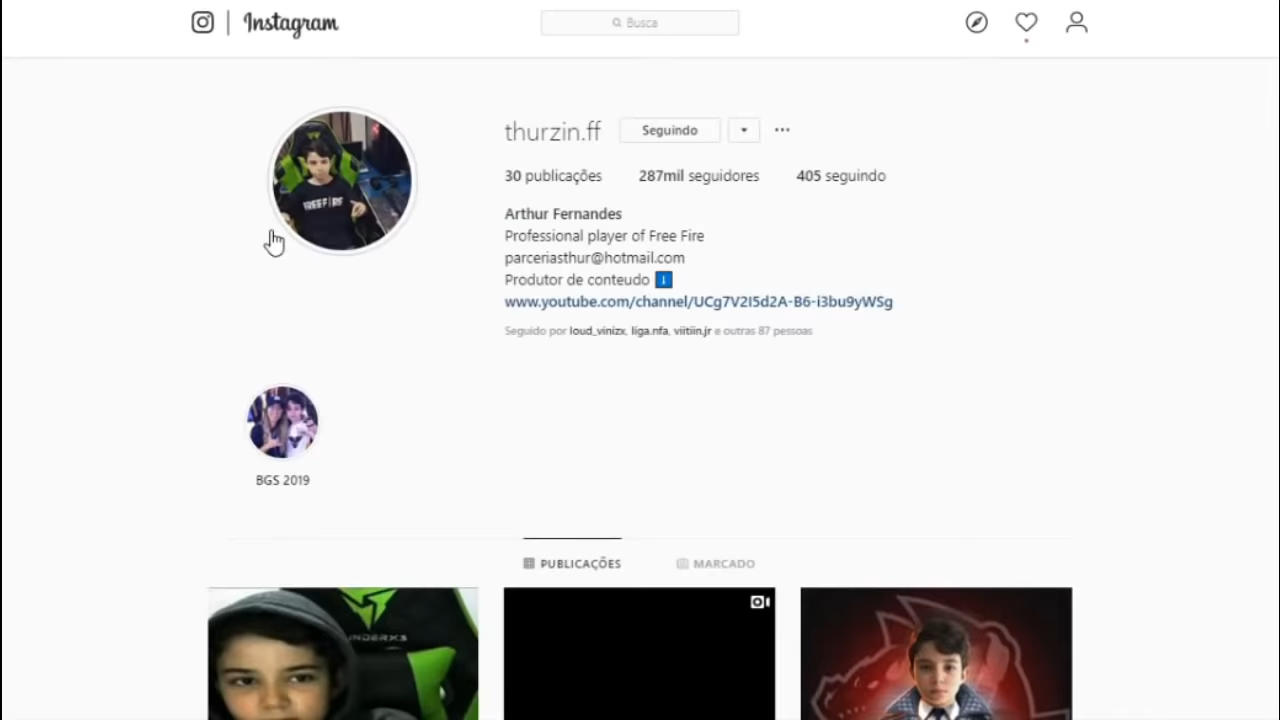 Instagram
Busca
thurzin.ff Seguindo
30 publicações 287mil seguidores 405 seguindo
Arthur Fernandes
Professional player of Free Fire
parceriasthur@hotmail.com
Produtor de conteudo
www.youtube.com/channel/UCg7V2I5d2A-B6-i3bu9yWSg
Seguido por loud_vinizx, liga.nfa, viitiin.jr e outras 87 pessoas
FREE FIRE
BGS 2019
PUBLICAÇÕES MARCADO